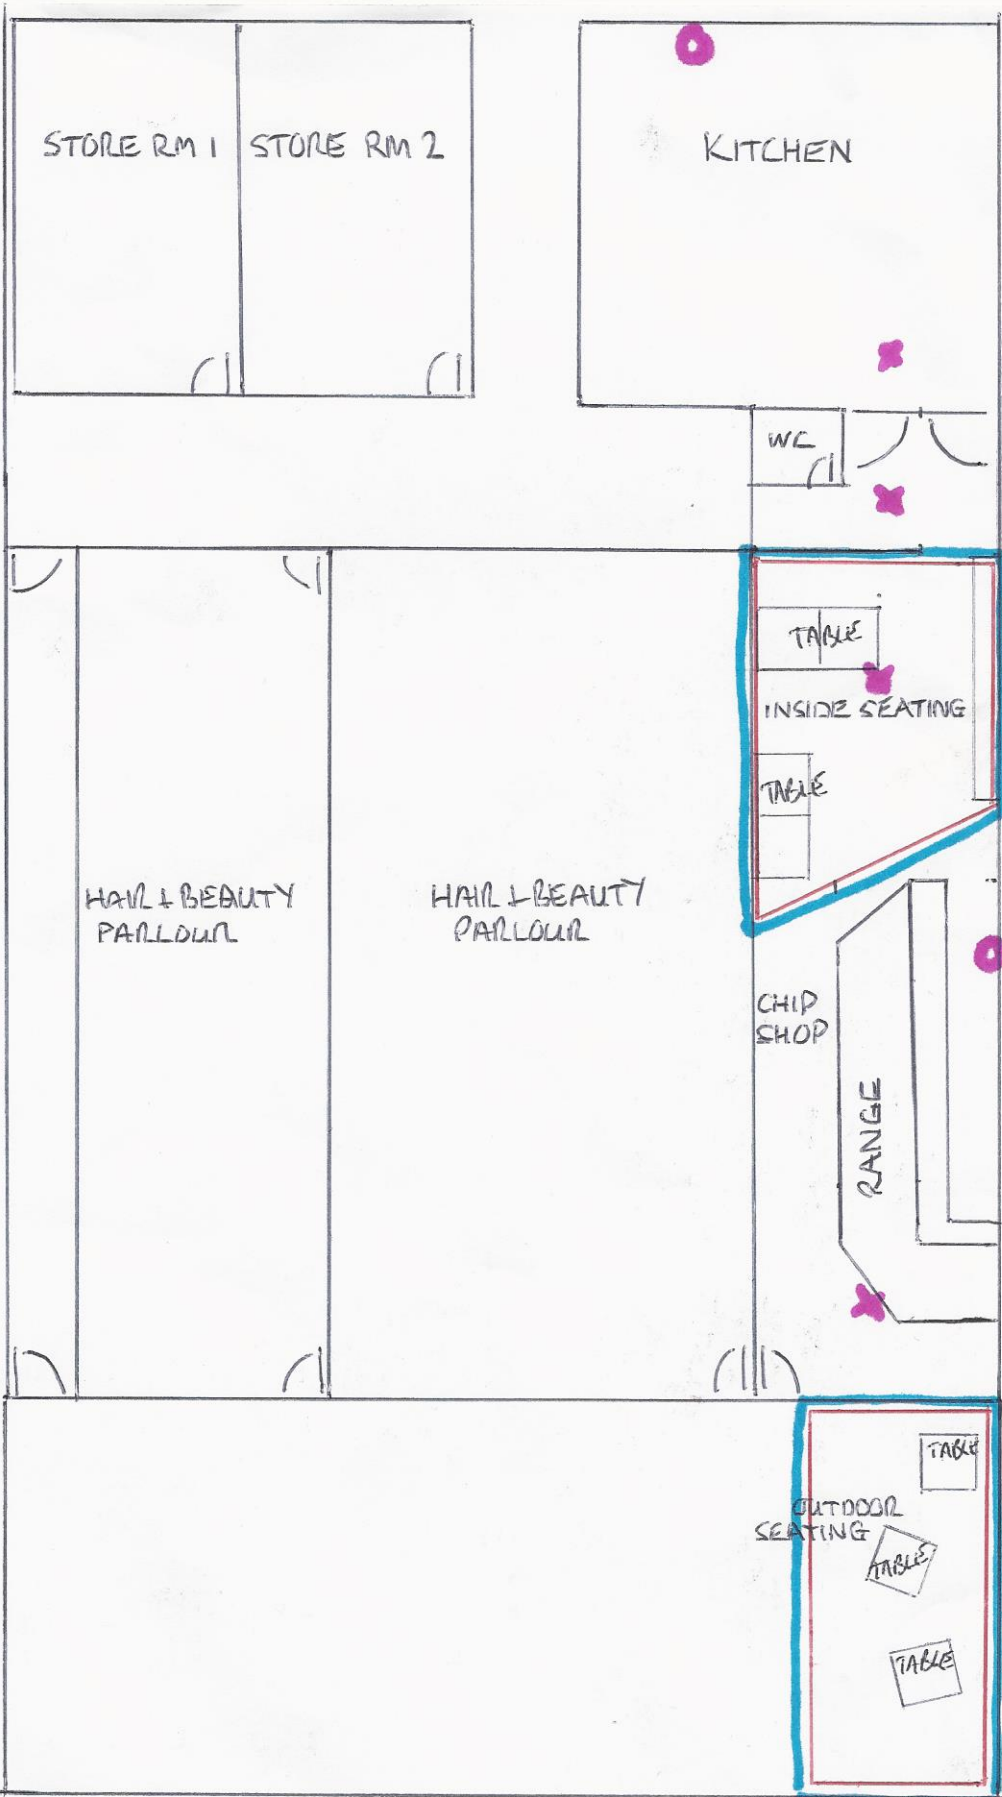 STORE RM 1
STORE RM 2
KITCHEN
WC
TABLE
INSIDE SEATING
TABLE
HAIR & BEAUTY
PARLOUR
HAIR & BEAUTY
PARLOUR
CHIP
SHOP
RANGE
TABLE
OUTDOOR
SEATING
TABLE
TABLE